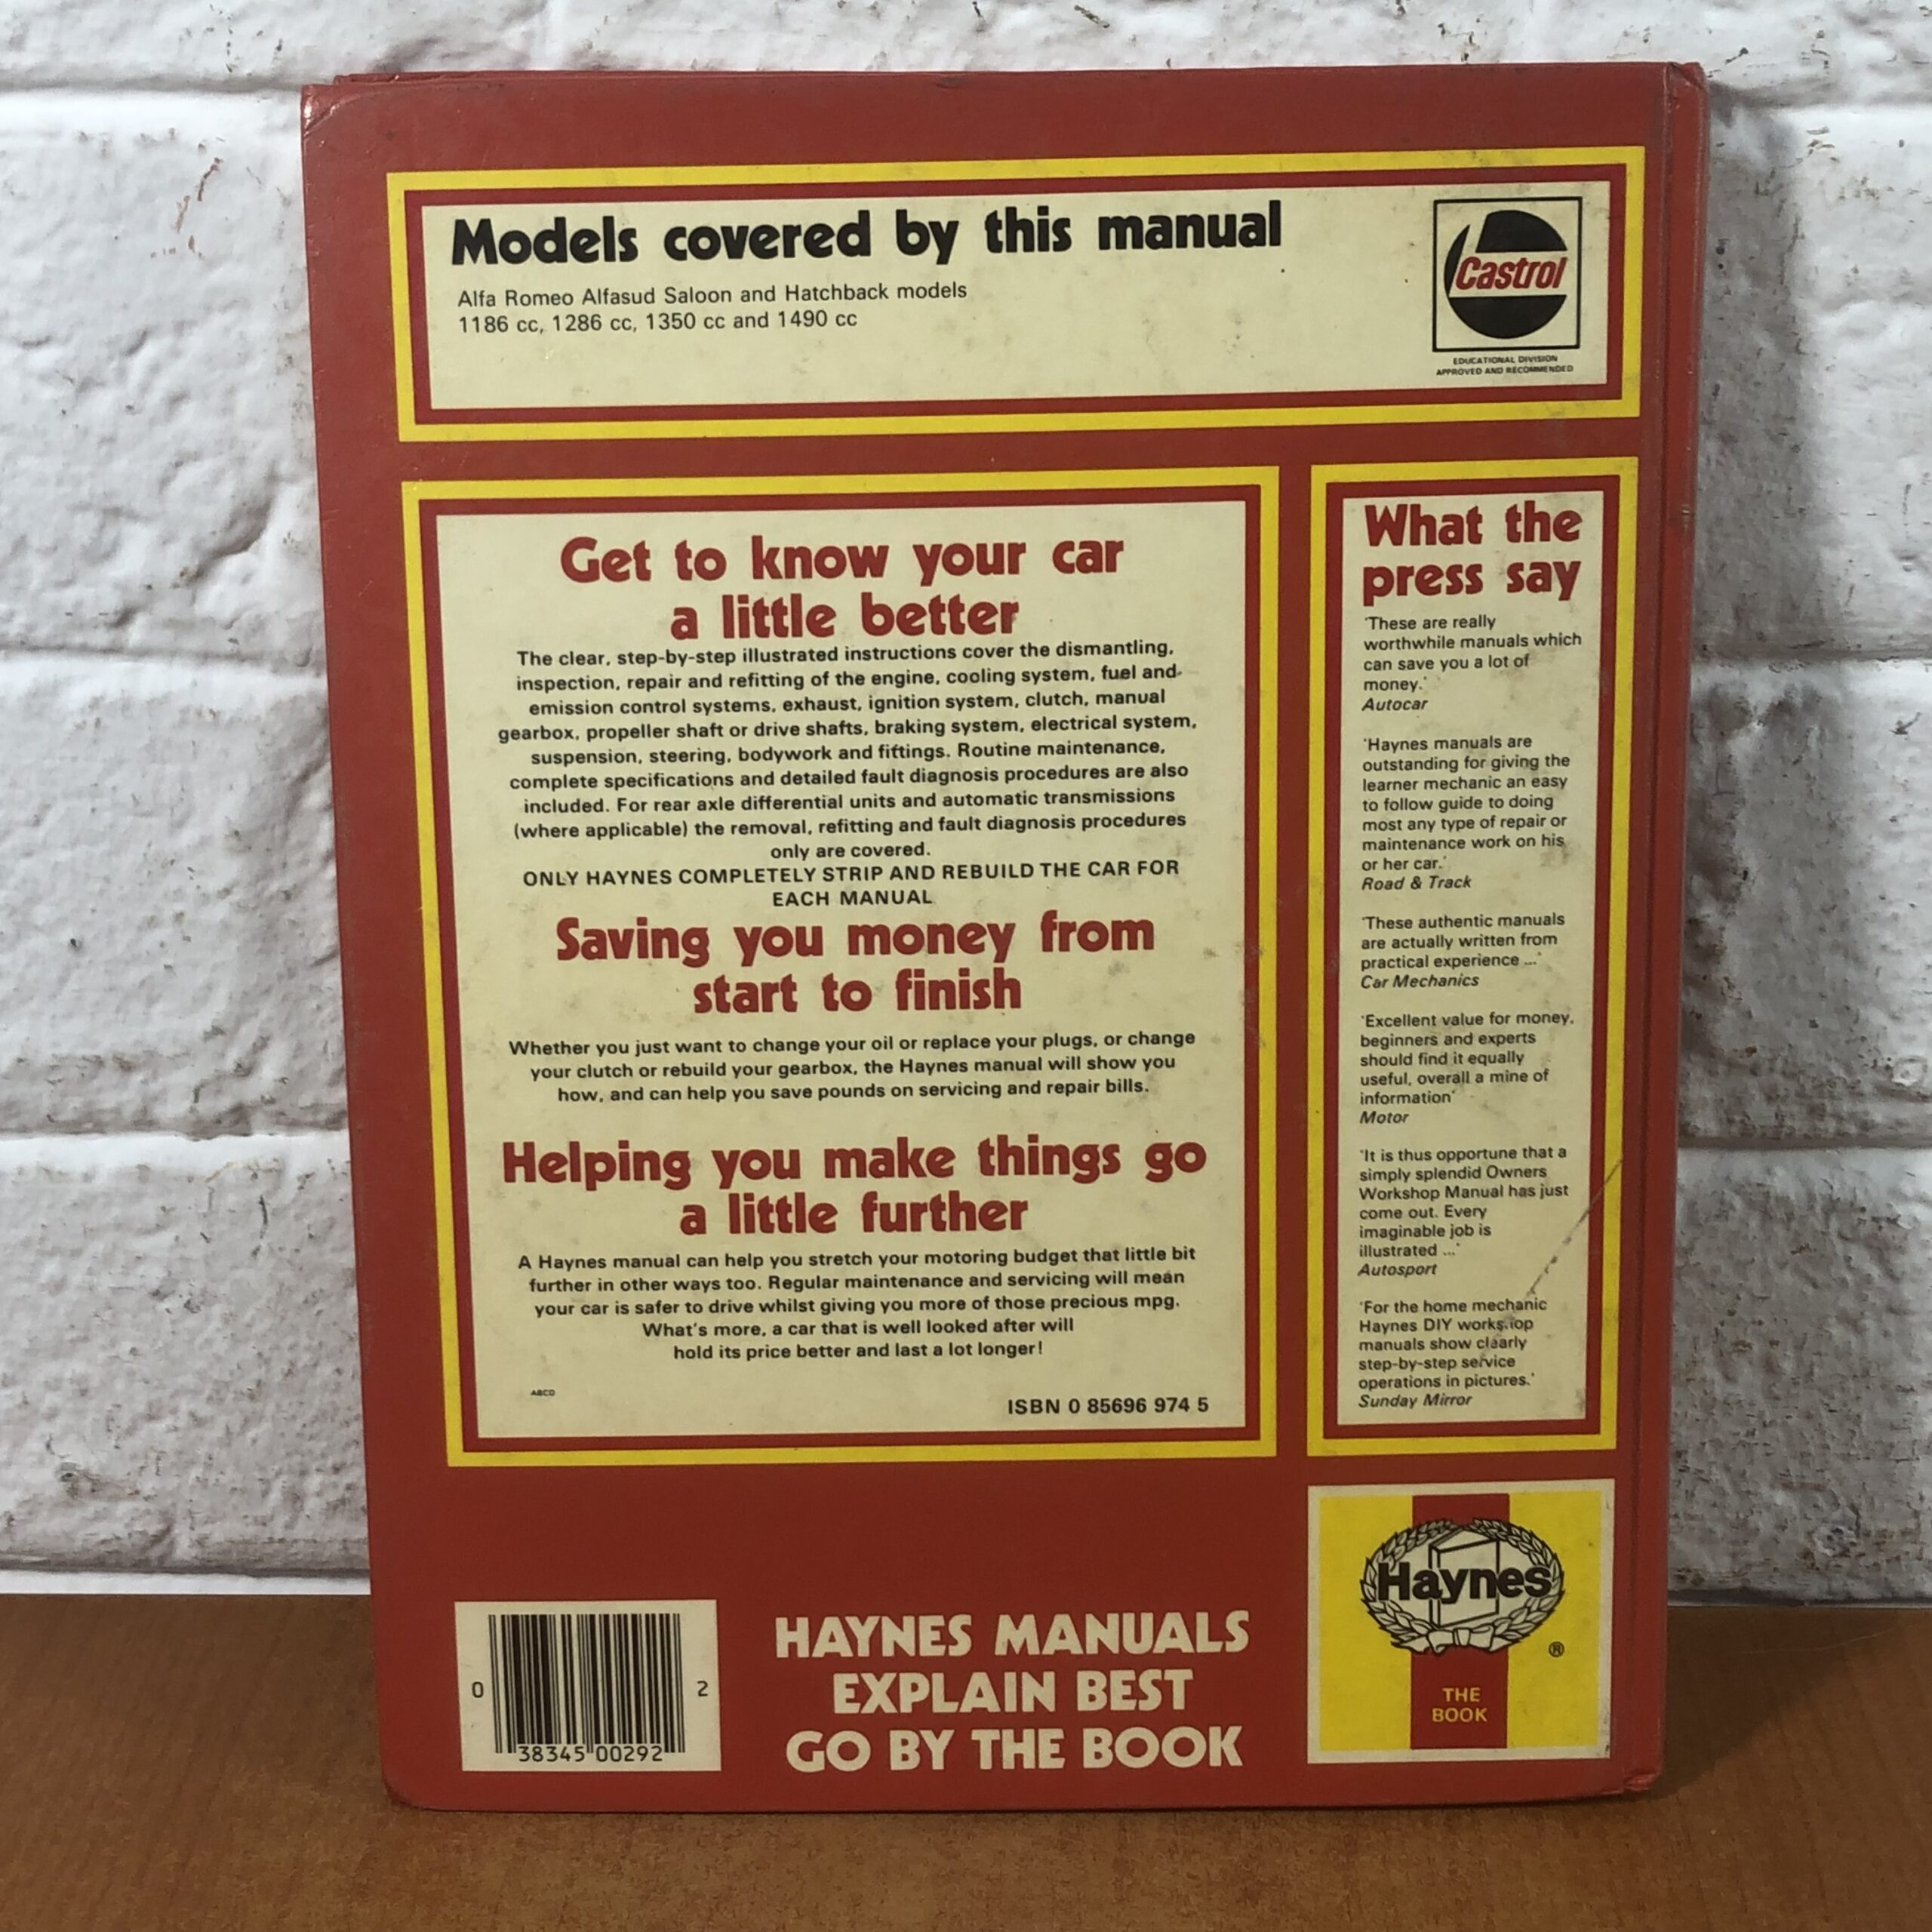 Models covered by this manual
Alfa Romeo Alfasud Saloon and Hatchback models
1186 cc, 1286 cc, 1350 cc and 1490 cc
Castrol
EDUCATIONAL DIVISION
APPROVED AND RECOMMENDED
Get to know your car
a little better
The clear, step-by-step illustrated instructions cover the dismantling,
inspection, repair and refitting of the engine, cooling system, fuel and
emission control systems, exhaust, ignition system, clutch, manual
gearbox, propeller shaft or drive shafts, braking system, electrical system,
suspension, steering, bodywork and fittings. Routine maintenance,
complete specifications and detailed fault diagnosis procedures are also
included. For rear axle differential units and automatic transmissions
(where applicable) the removal, refitting and fault diagnosis procedures
only are covered.
ONLY HAYNES COMPLETELY STRIP AND REBUILD THE CAR FOR
EACH MANUAL
Saving you money from
start to finish
Whether you just want to change your oil or replace your plugs, or change
your clutch or rebuild your gearbox, the Haynes manual will show you
how, and can help you save pounds on servicing and repair bills.
Helping you make things go
a little further
A Haynes manual can help you stretch your motoring budget that little bit
further in other ways too. Regular maintenance and servicing will mean
your car is safer to drive whilst giving you more of those precious mpg.
What's more, a car that is well looked after will
hold its price better and last a lot longer!
ABCD
ISBN 0 85696 974 5
What the
press say
'These are really
worthwhile manuals which
can save you a lot of
money.'
Autocar
'Haynes manuals are
outstanding for giving the
learner mechanic an easy
to follow guide to doing
most any type of repair or
maintenance work on his
or her car.'
Road & Track
'These authentic manuals
are actually written from
practical experience ...'
Car Mechanics
'Excellent value for money,
beginners and experts
should find it equally
useful, overall a mine of
information'
Motor
'It is thus opportune that a
simply splendid Owners
Workshop Manual has just
come out. Every
imaginable job is
illustrated ...'
Autosport
'For the home mechanic
Haynes DIY workshop
manuals show clearly
step-by-step service
operations in pictures.'
Sunday Mirror
0 38345 00292 2
HAYNES MANUALS
EXPLAIN BEST
GO BY THE BOOK
Haynes
®
THE
BOOK